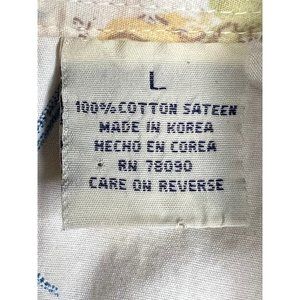 L
100% COTTON SATEEN
MADE IN KOREA
HECHO EN COREA
RN 78090
CARE ON REVERSE